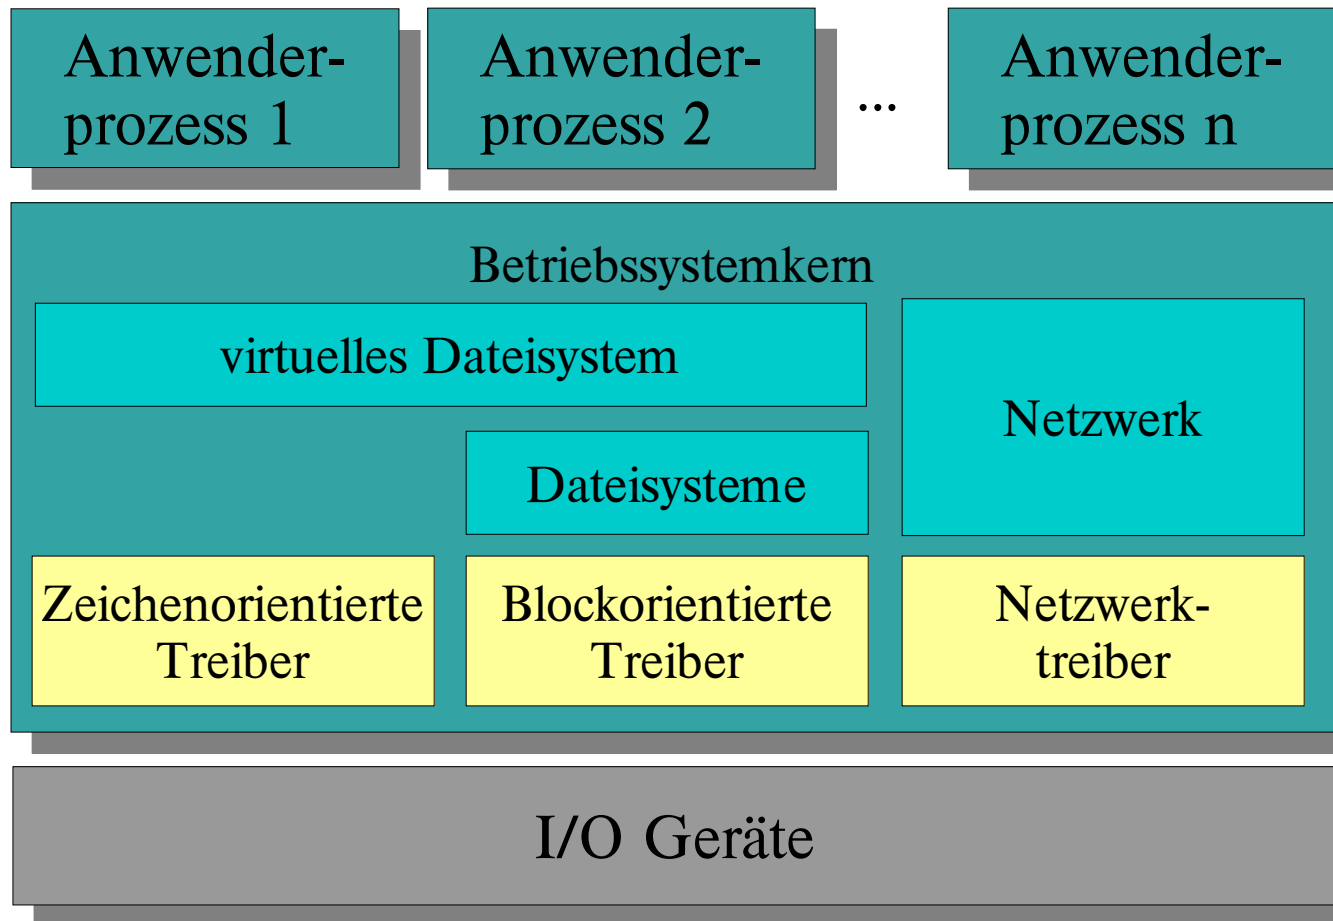 Anwender-
prozess 1
Anwender-
prozess 2
...
Anwender-
prozess n
Betriebssystemkern
virtuelles Dateisystem
Netzwerk
Dateisysteme
Zeichenorientierte
Treiber
Blockorientierte
Treiber
Netzwerk-
treiber
I/O Geräte